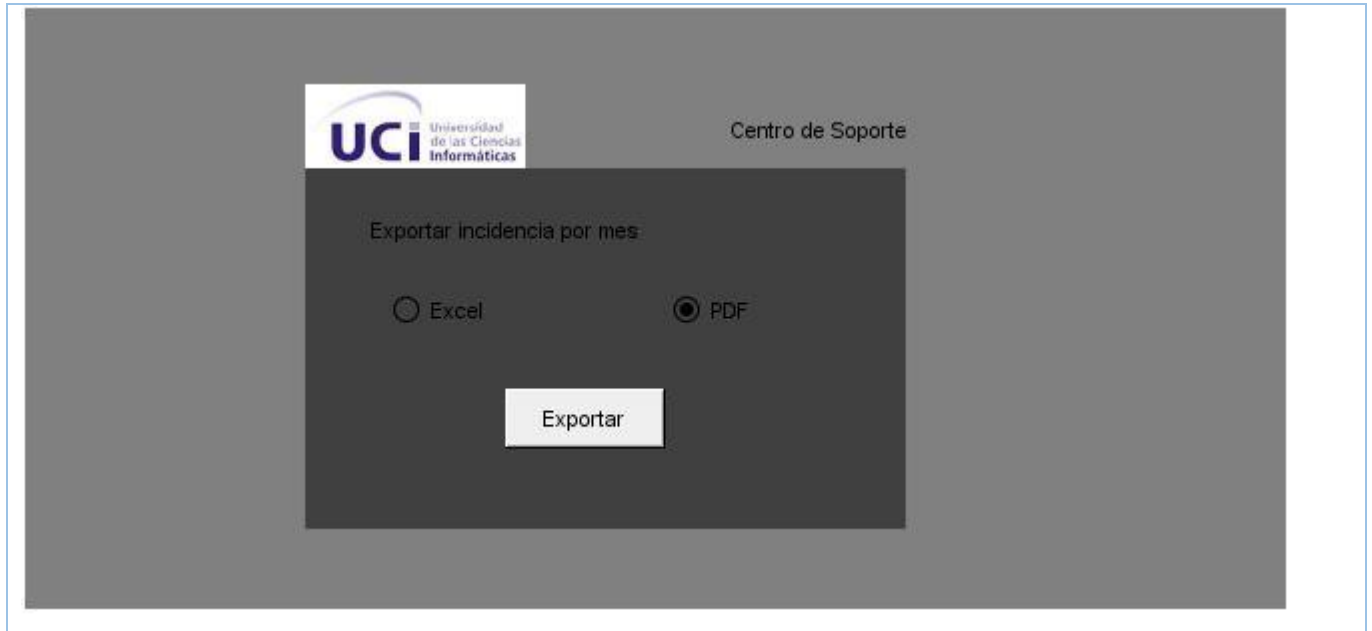 UCi Universidad
de las Ciencias
Informáticas
Centro de Soporte
Exportar incidencia por mes
Excel
PDF
Exportar